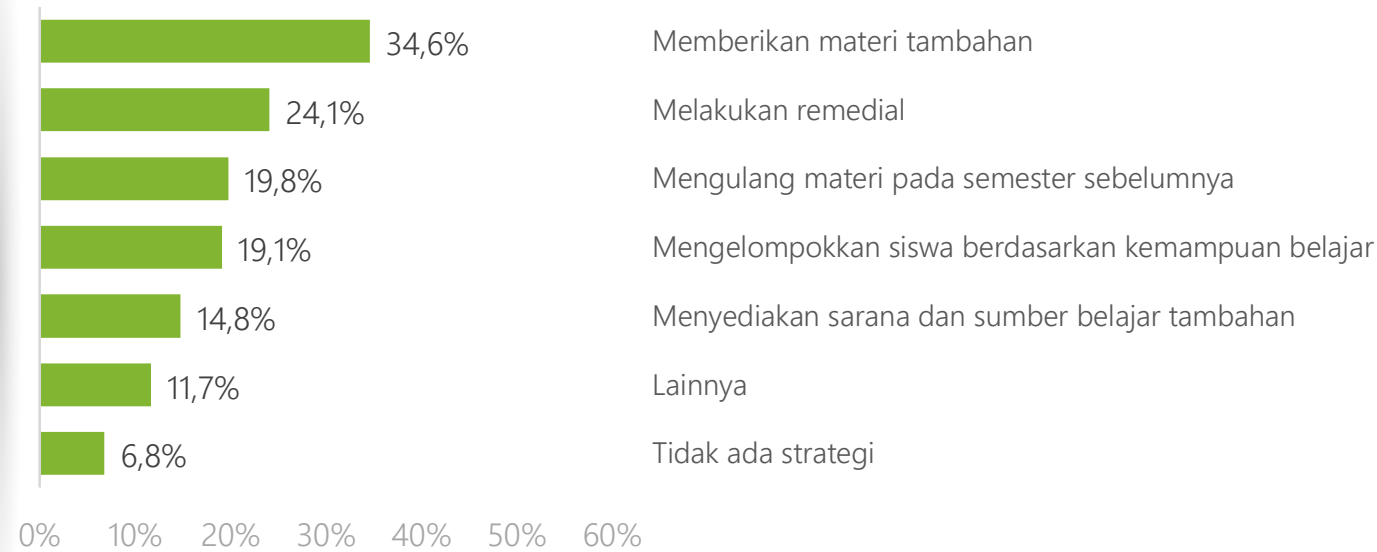 34,6% Memberikan materi tambahan
24,1% Melakukan remedial
19,8% Mengulang materi pada semester sebelumnya
19,1% Mengelompokkan siswa berdasarkan kemampuan belajar
14,8% Menyediakan sarana dan sumber belajar tambahan
11,7% Lainnya
6,8% Tidak ada strategi
0% 10% 20% 30% 40% 50% 60%